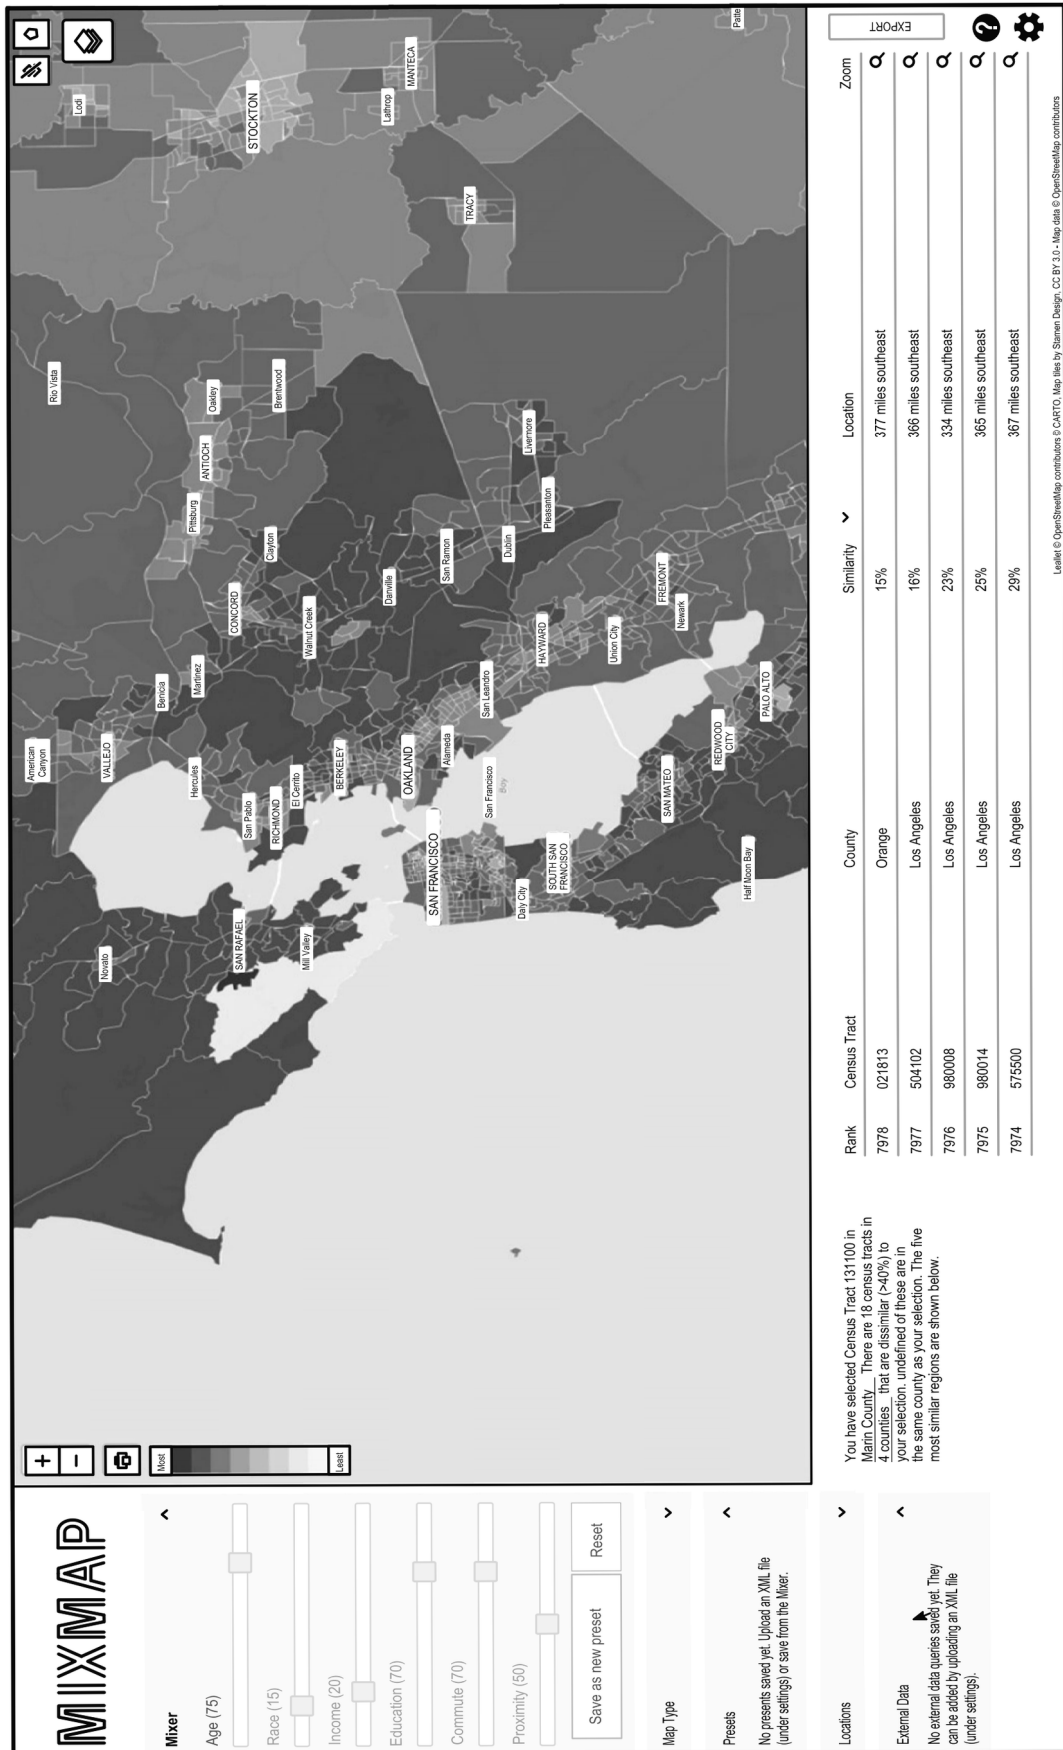 MIXMAP
Mixer
Age (75)
Race (15)
Income (20)
Education (70)
Commute (70)
Proximity (50)
Save as new preset
Reset
Map Type
Presets
No presents saved yet. Upload an XML file
(under settings) or save from the Mixer.
Locations
External Data
No external data queries saved yet. They
can be added by uploading an XML file
(under settings).
+
−
Most
Least
American
Canyon
Rio Vista
Lodi
Novato
VALLEJO
Benicia
Martinez
Hercules
Pittsburg
ANTIOCH
Oakley
STOCKTON
SAN RAFAEL
San Pablo
CONCORD
Clayton
Brentwood
RICHMOND
El Cerrito
Mill Valley
Walnut Creek
BERKELEY
Danville
Lathrop
MANTECA
OAKLAND
SAN FRANCISCO
Alameda
San Ramon
TRACY
San Leandro
San Francisco
Bay
Dublin
Livermore
Daly City
HAYWARD
Pleasanton
SOUTH SAN
FRANCISCO
Union City
FREMONT
Newark
SAN MATEO
REDWOOD
CITY
PALO ALTO
Half Moon Bay
Patte
You have selected Census Tract 131100 in
Marin County There are 18 census tracts in
4 counties that are dissimilar (>40%) to
your selection. undefined of these are in
the same county as your selection. The five
most similar regions are shown below.
Rank Census Tract County Similarity Location Zoom
7978 021813 Orange 15% 377 miles southeast
7977 504102 Los Angeles 16% 366 miles southeast
7976 980008 Los Angeles 23% 334 miles southeast
7975 980014 Los Angeles 25% 365 miles southeast
7974 575500 Los Angeles 29% 367 miles southeast
EXPORT
?
Leaflet © OpenStreetMap contributors © CARTO, Map tiles by Stamen Design, CC BY 3.0 - Map data © OpenStreetMap contributors